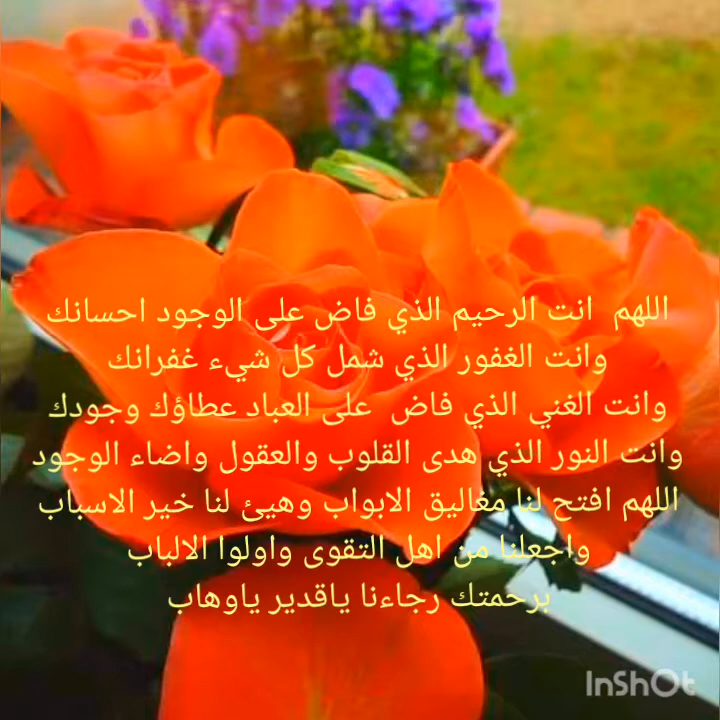 اللهم  انت الرحيم الذي فاض على الوجود احسانك
وانت الغفور الذي شمل كل شيء غفرانك
وانت الغني الذي فاض  على العباد عطاؤك وجودك
وانت النور الذي هدى القلوب والعقول واضاء الوجود
اللهم افتح لنا مغاليق الابواب وهيئ لنا خير الاسباب
واجعلنا من اهل التقوى واولوا الالباب
برحمتك رجاءنا ياقدير ياوهاب
InShOt